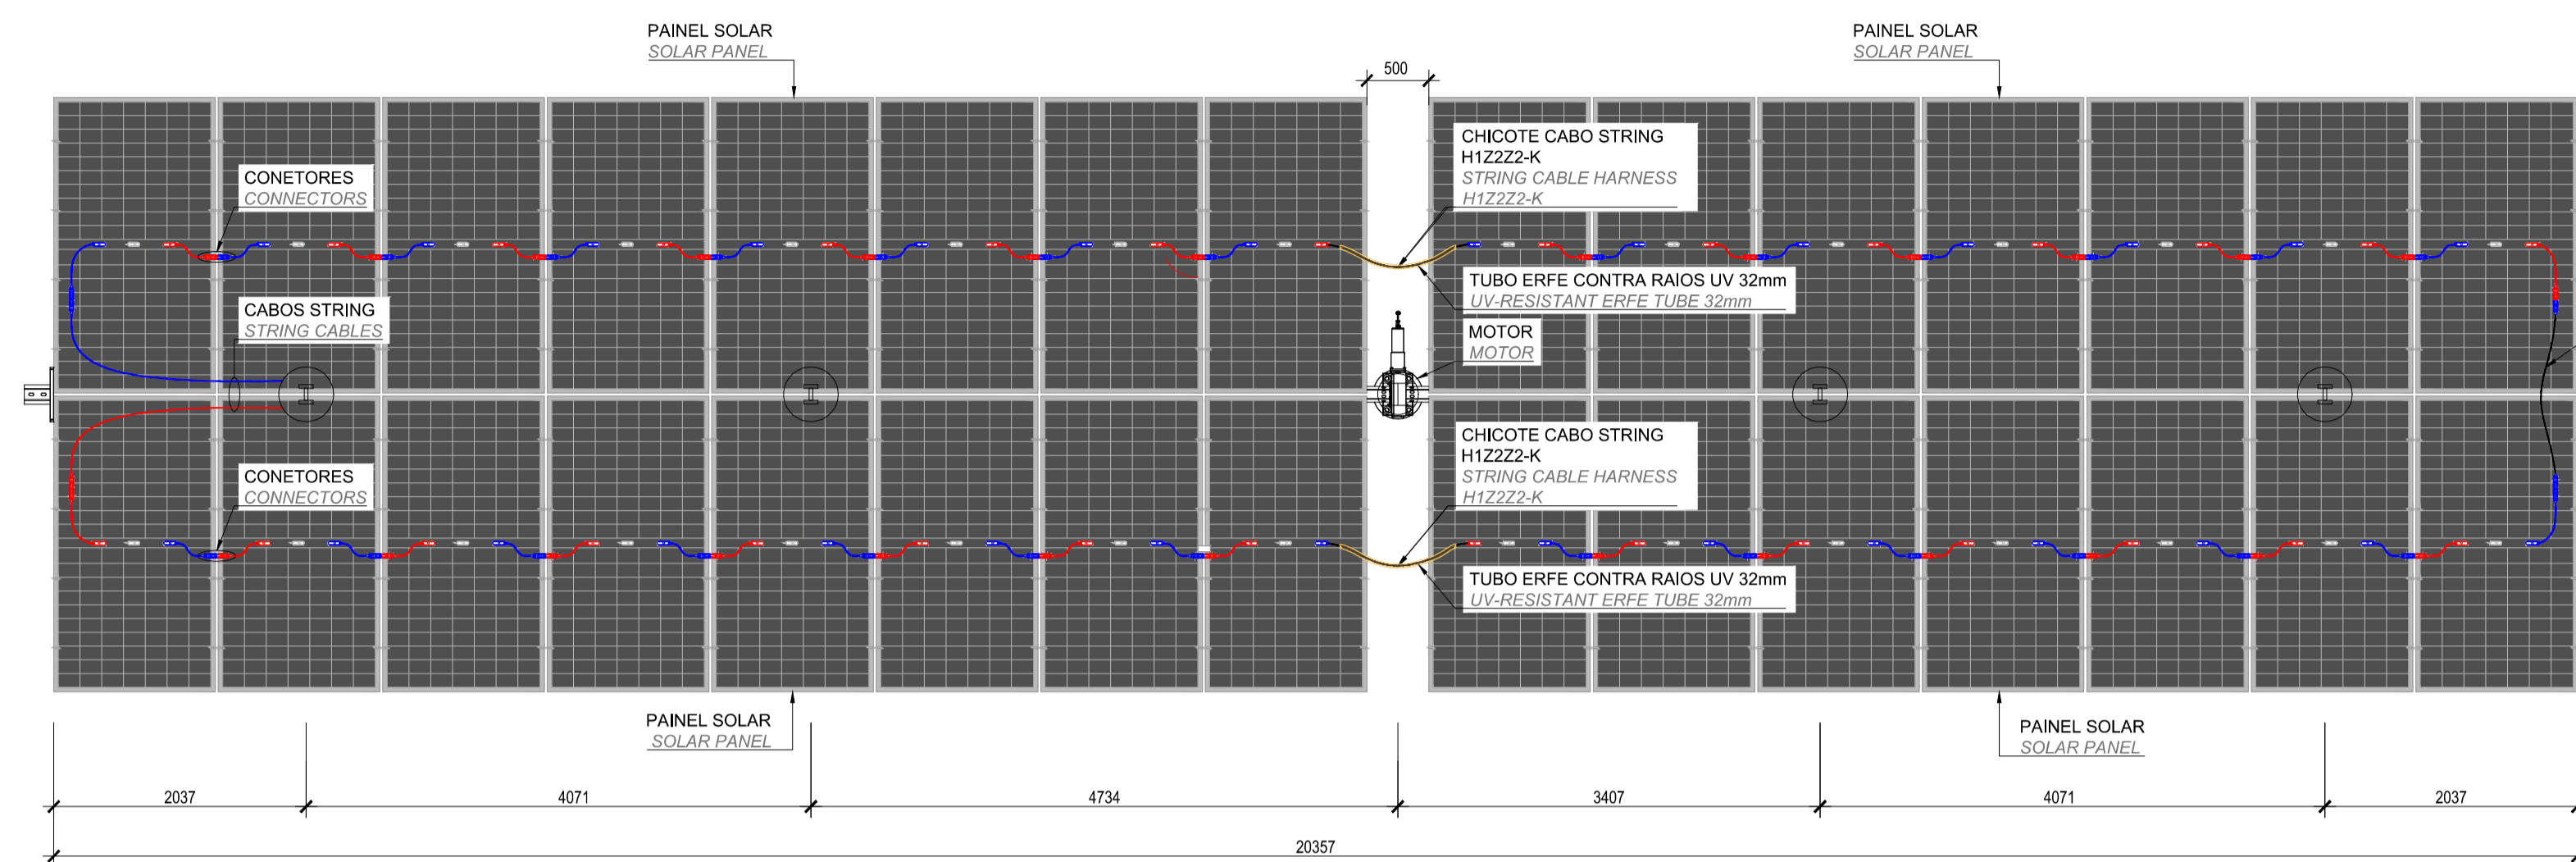 PAINEL SOLAR
SOLAR PANEL
PAINEL SOLAR
SOLAR PANEL
500
CHICOTE CABO STRING
H1Z2Z2-K
STRING CABLE HARNESS
H1Z2Z2-K
CONETORES
CONNECTORS
TUBO ERFE CONTRA RAIOS UV 32mm
UV-RESISTANT ERFE TUBE 32mm
CABOS STRING
STRING CABLES
MOTOR
MOTOR
CHICOTE CABO STRING
H1Z2Z2-K
STRING CABLE HARNESS
H1Z2Z2-K
CONETORES
CONNECTORS
TUBO ERFE CONTRA RAIOS UV 32mm
UV-RESISTANT ERFE TUBE 32mm
PAINEL SOLAR
SOLAR PANEL
PAINEL SOLAR
SOLAR PANEL
2037
4071
4734
3407
4071
2037
20357